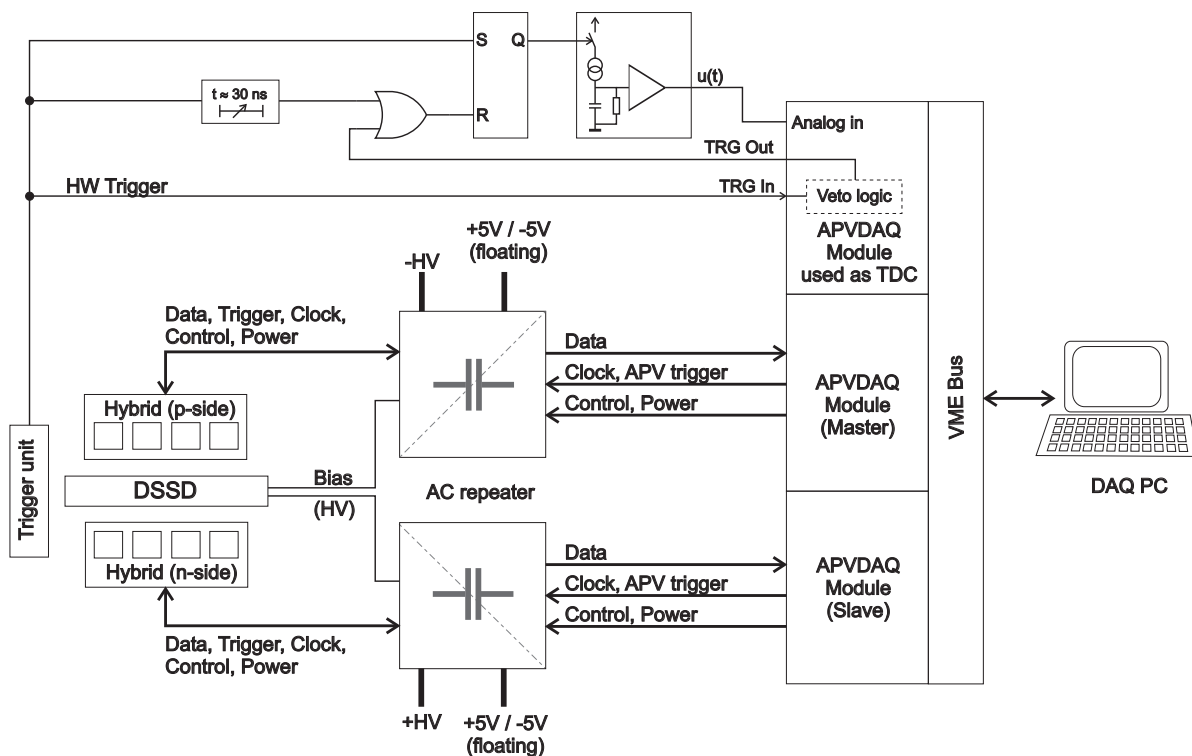 S
Q
t ≈ 30 ns
R
u(t)
Analog in
TRG Out
HW Trigger
TRG In
Veto logic
APVDAQ
Module
used as TDC
+5V / -5V
(floating)
-HV
Data, Trigger, Clock,
Control, Power
Data
Clock, APV trigger
Control, Power
APVDAQ
Module
(Master)
VME Bus
Hybrid (p-side)
Trigger unit
DSSD
Bias
(HV)
AC repeater
DAQ PC
Hybrid (n-side)
Data
Clock, APV trigger
Control, Power
APVDAQ
Module
(Slave)
Data, Trigger, Clock,
Control, Power
+HV
+5V / -5V
(floating)